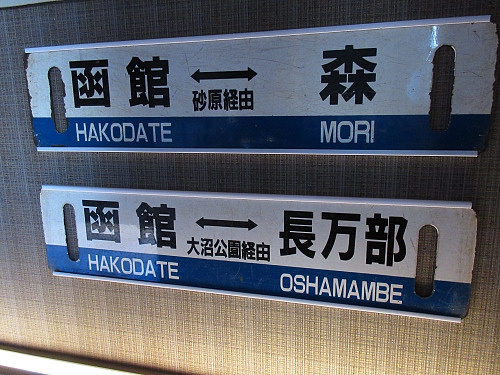 函館 ⟷ 森
砂原経由
HAKODATE MORI
函館 ⟷ 長万部
大沼公園経由
HAKODATE OSHAMAMBE